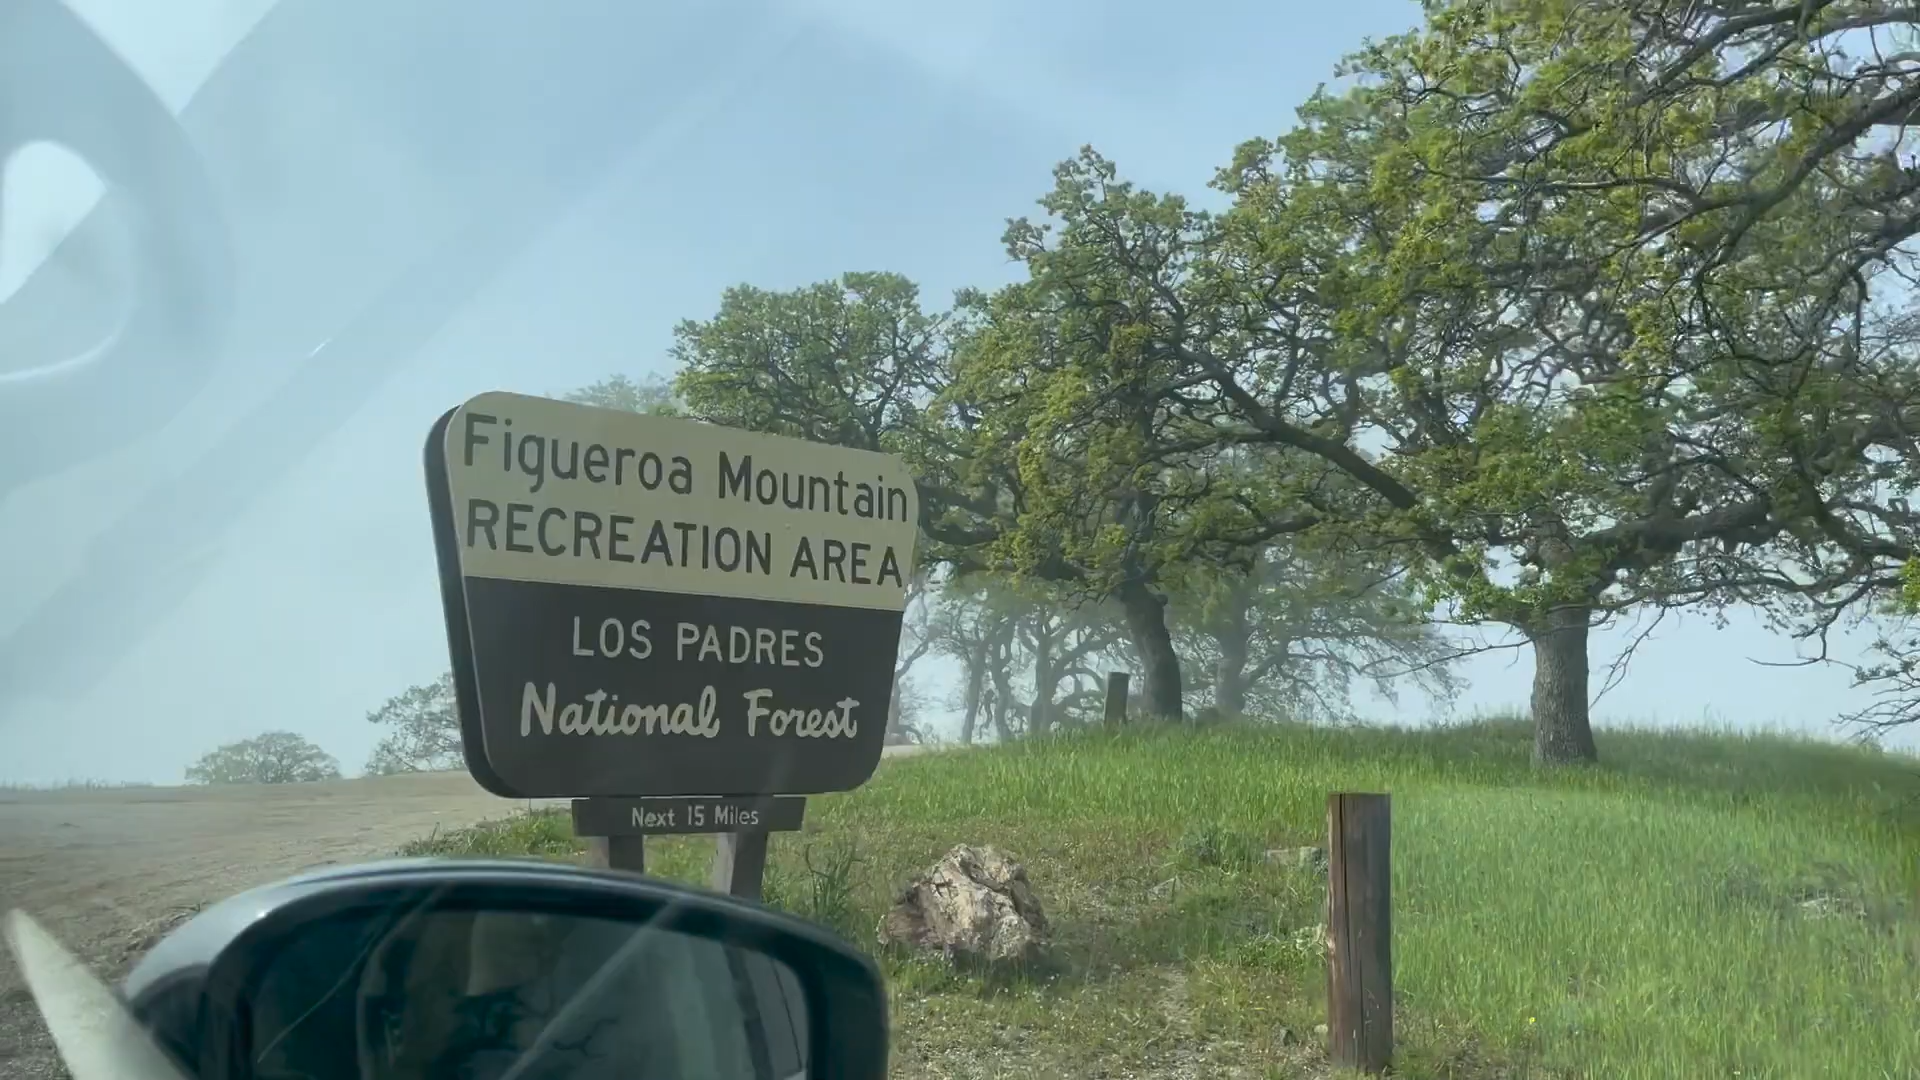 Figueroa Mountain
RECREATION AREA
LOS PADRES
National Forest
Next 15 Miles